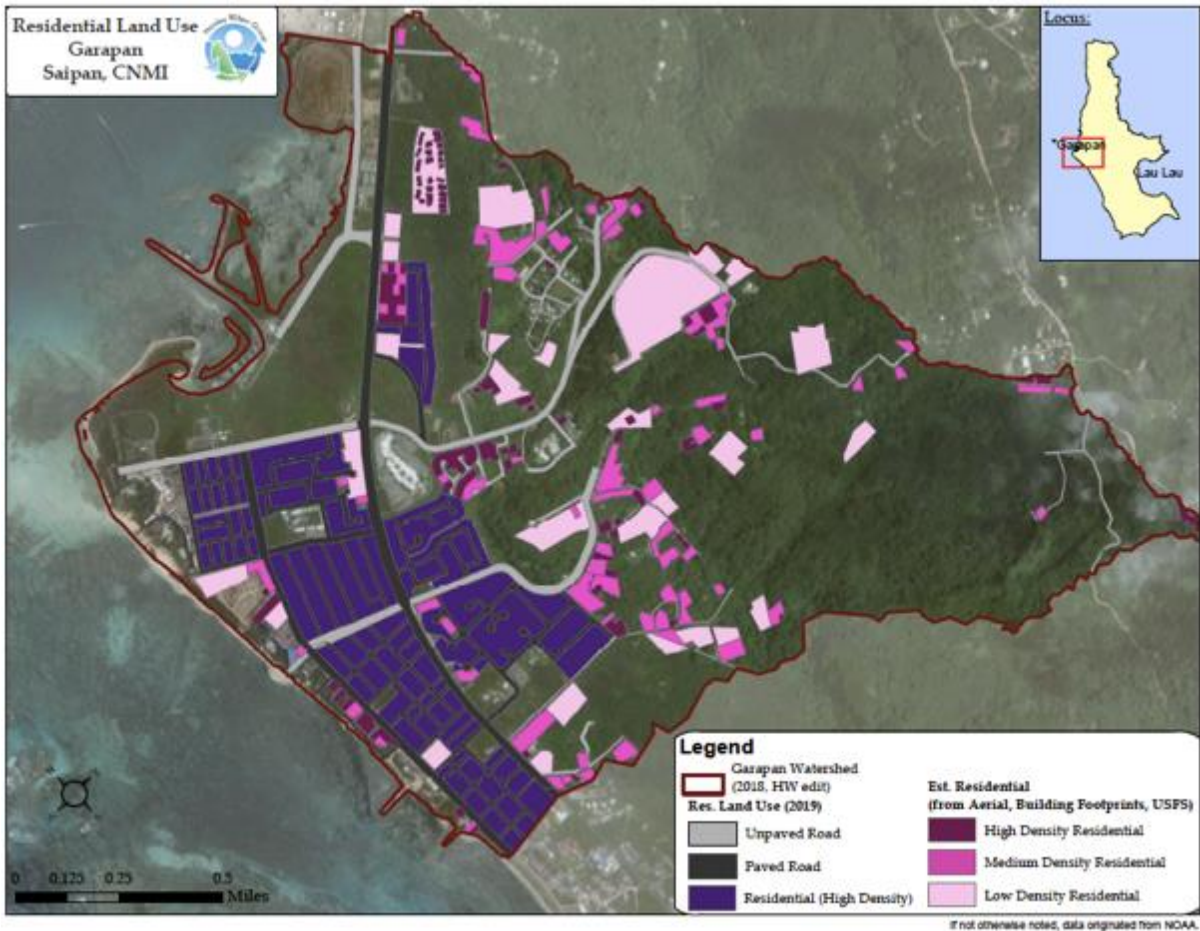 Residential Land Use
Garapan
Saipan, CNMI
Locus:
Garapan
Lau Lau
Legend
Garapan Watershed
(2018, HW edit)
Res. Land Use (2019)
Unpaved Road
Paved Road
Residential (High Density)
Est. Residential
(from Aerial, Building Footprints, USFS)
High Density Residential
Medium Density Residential
Low Density Residential
0 0.125 0.25 0.5
Miles
If not otherwise noted, data originated from NOAA.